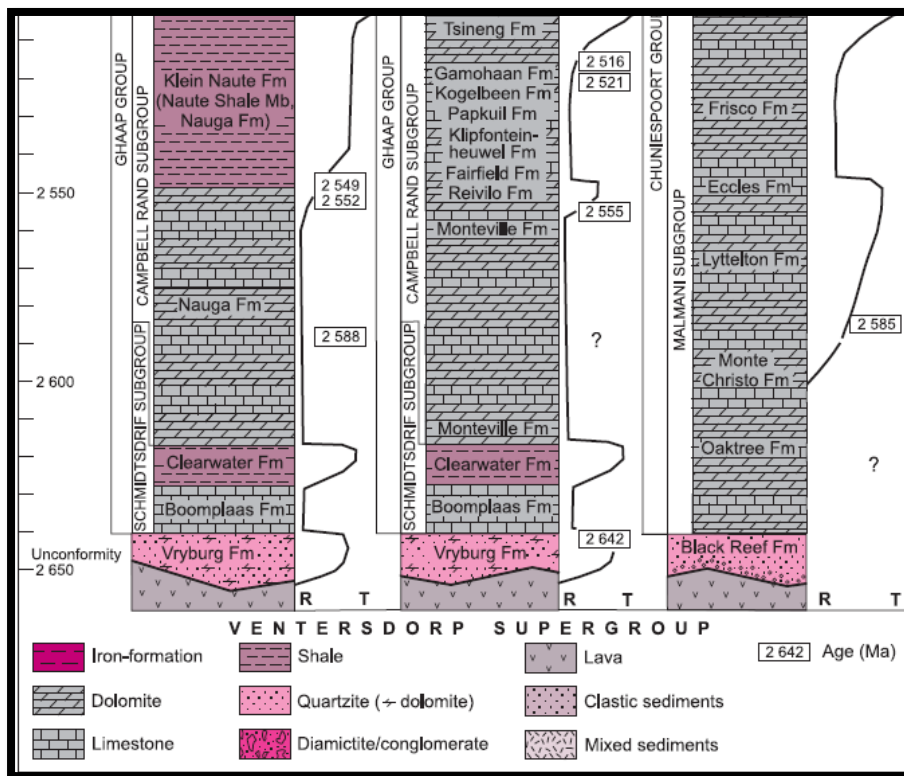 GHAAP GROUP
CAMPBELL RAND SUBGROUP
SCHMIDTSDRIF SUBGROUP
Klein Naute Fm
(Naute Shale Mb,
Nauga Fm)
Nauga Fm
Clearwater Fm
Boomplaas Fm
Vryburg Fm
2 549
2 552
2 588
R T
GHAAP GROUP
CAMPBELL RAND SUBGROUP
SCHMIDTSDRIF SUBGROUP
Tsineng Fm
Gamohaan Fm
Kogelbeen Fm
Papkuil Fm
Klipfontein-
heuwel Fm
Fairfield Fm
Reivilo Fm
Monteville Fm
Monteville Fm
Clearwater Fm
Boomplaas Fm
Vryburg Fm
2 516
2 521
2 555
?
2 642
R T
CHUNIESPOORT GROUP
MALMANI SUBGROUP
Frisco Fm
Eccles Fm
Lyttelton Fm
Monte
Christo Fm
Oaktree Fm
Black Reef Fm
2 585
?
R T
2 550
2 600
Unconformity
2 650
VENTERSDORP SUPERGROUP
Iron-formation
Shale
Lava
2 642 Age (Ma)
Dolomite
Quartzite (+ dolomite)
Clastic sediments
Limestone
Diamictite/conglomerate
Mixed sediments